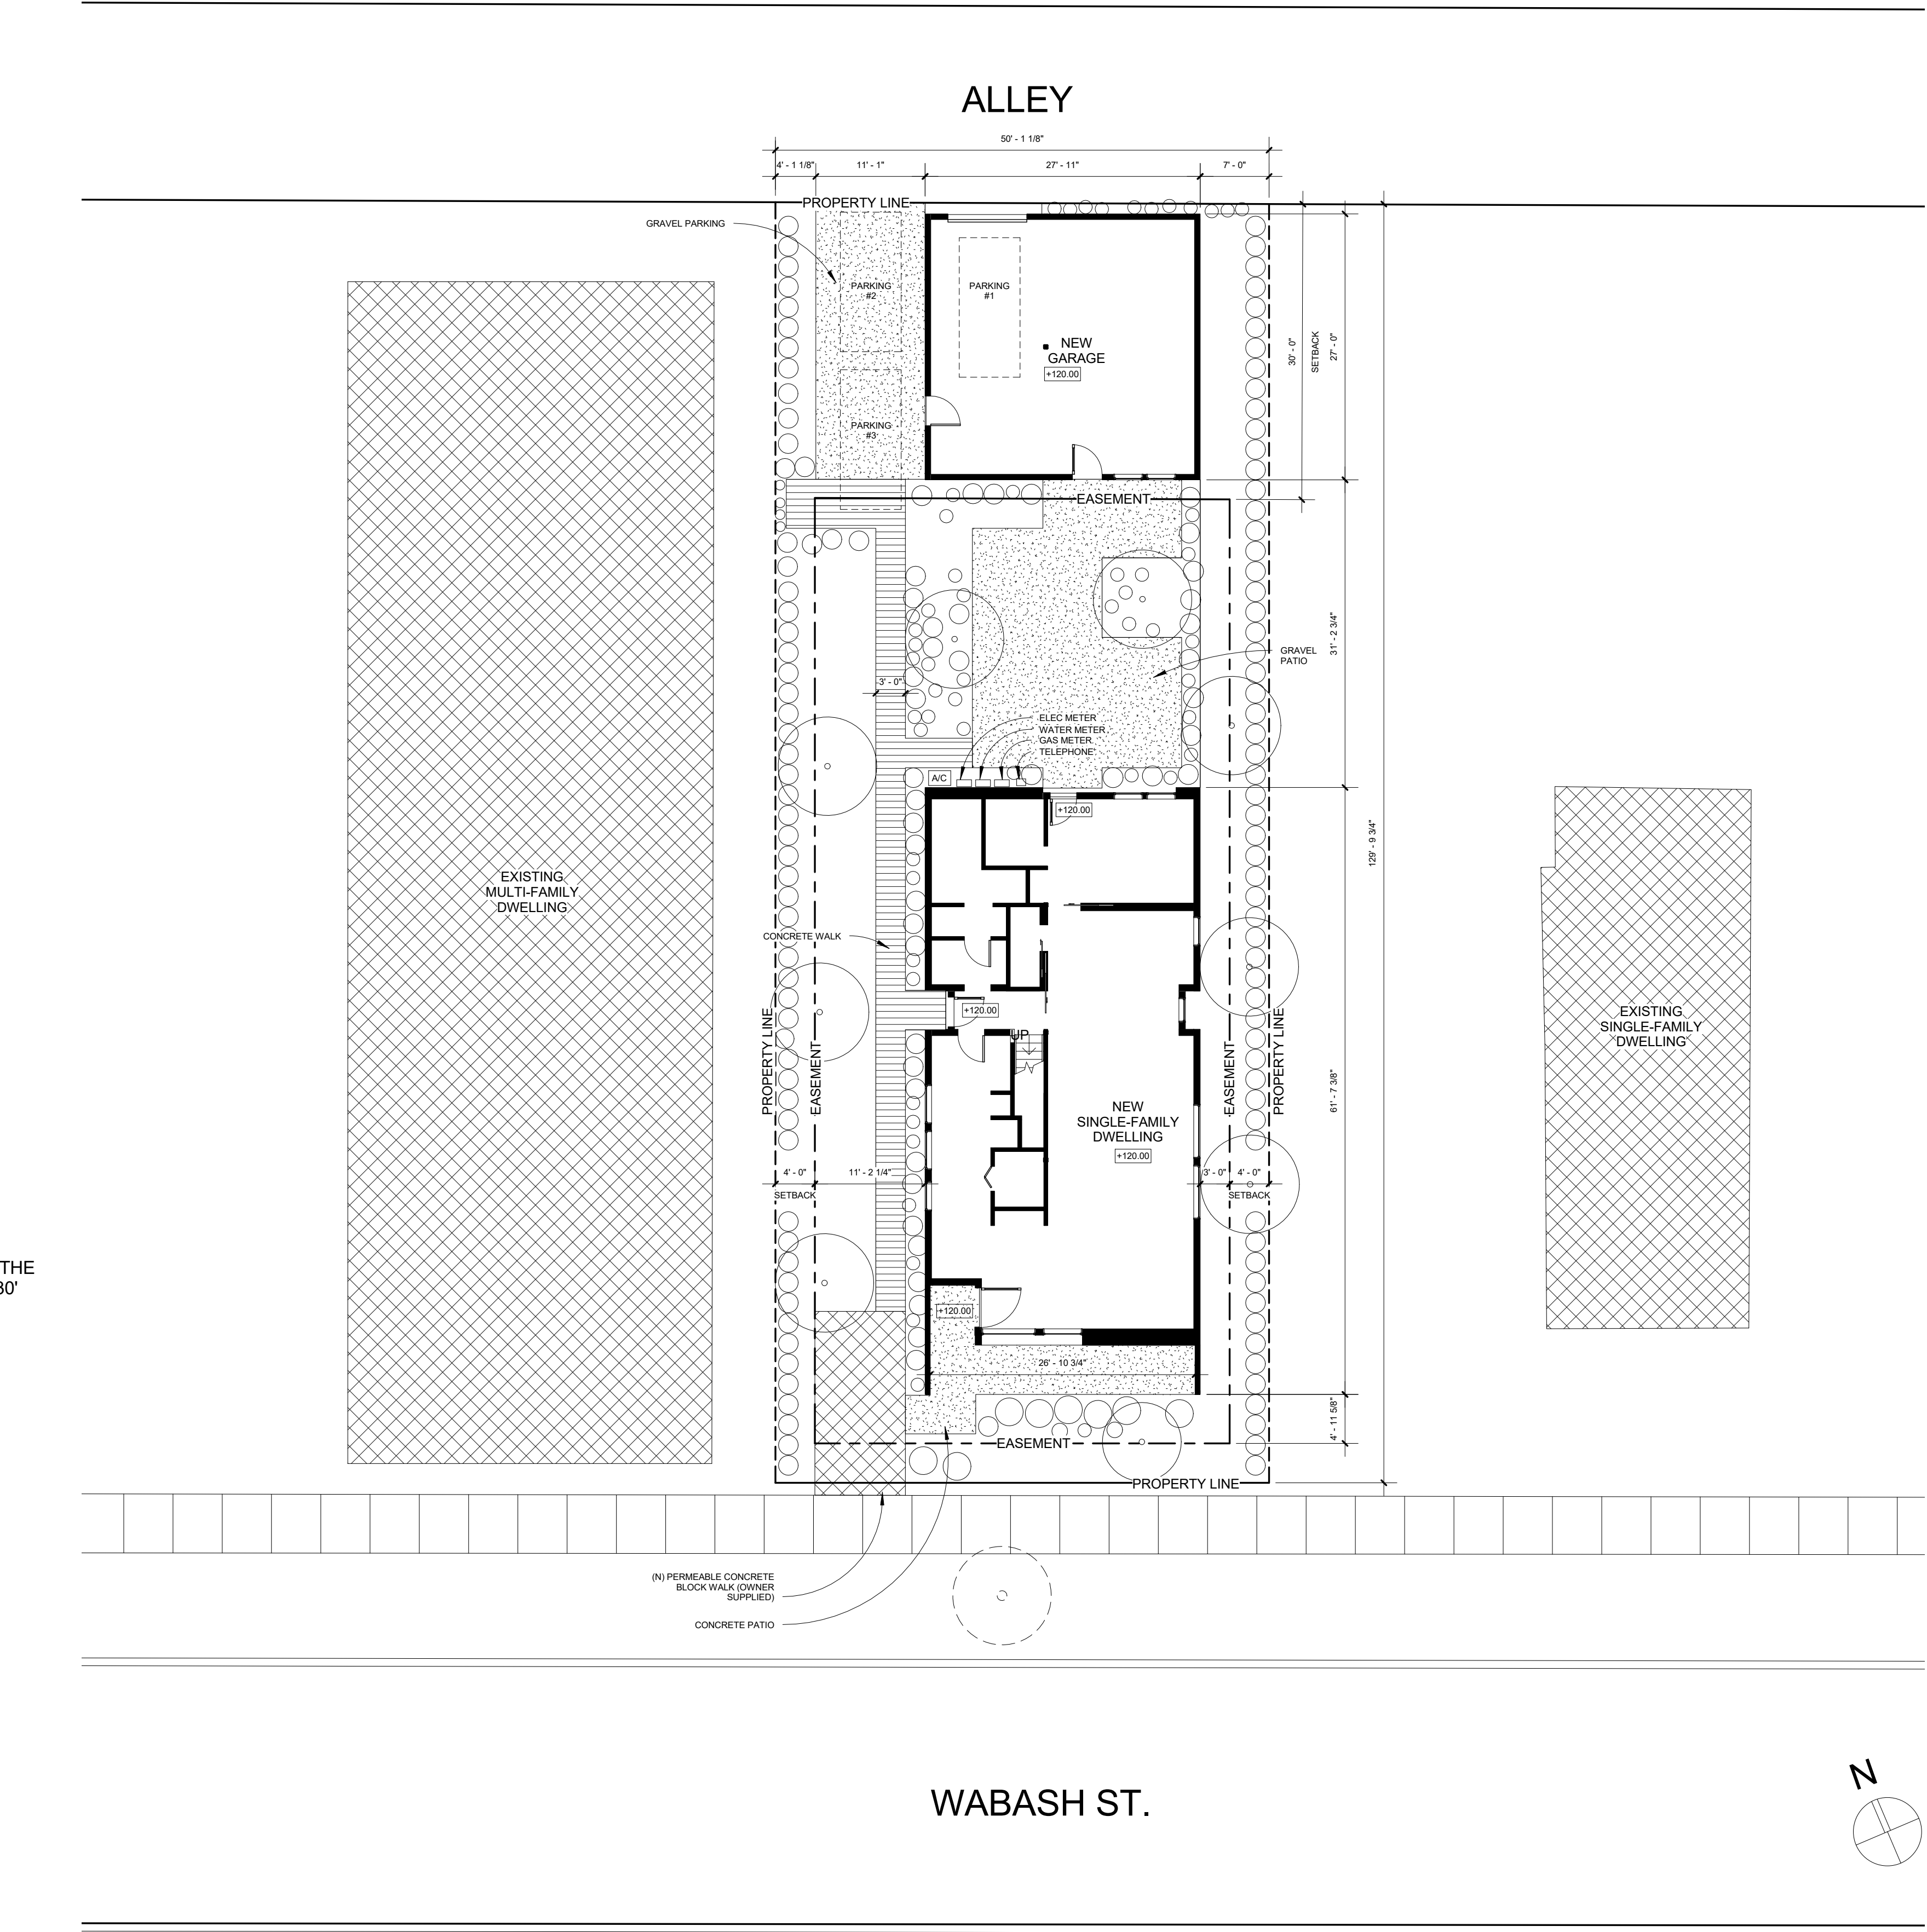 ALLEY
50' - 1 1/8"
4' - 1 1/8"
11' - 1"
27' - 11"
7' - 0"
PROPERTY LINE
GRAVEL PARKING
PARKING
#2
PARKING
#1
NEW
GARAGE
+120.00
30' - 0"
SETBACK
27' - 0"
PARKING
#3
EASEMENT
31' - 2 3/4"
GRAVEL
PATIO
3' - 0"
ELEC METER
WATER METER
GAS METER
TELEPHONE
A/C
+120.00
129' - 9 3/4"
EXISTING
MULTI-FAMILY
DWELLING
CONCRETE WALK
+120.00
UP
EXISTING
SINGLE-FAMILY
DWELLING
PROPERTY LINE
EASEMENT
EASEMENT
PROPERTY LINE
61' - 7 3/8"
NEW
SINGLE-FAMILY
DWELLING
+120.00
4' - 0"
11' - 2 1/4"
3' - 0"
4' - 0"
SETBACK
SETBACK
THE
30'
+120.00
26' - 10 3/4"
4' - 11 5/8"
EASEMENT
PROPERTY LINE
(N) PERMEABLE CONCRETE
BLOCK WALK (OWNER
SUPPLIED)
CONCRETE PATIO
WABASH ST.
N